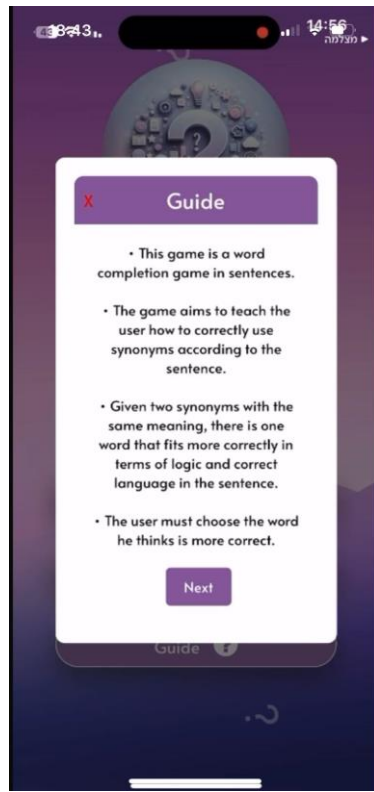 14:56
מצלמה
X
Guide
• This game is a word
completion game in sentences.
• The game aims to teach the
user how to correctly use
synonyms according to the
sentence.
• Given two synonyms with the
same meaning, there is one
word that fits more correctly in
terms of logic and correct
language in the sentence.
• The user must choose the word
he thinks is more correct.
Next
Guide ?